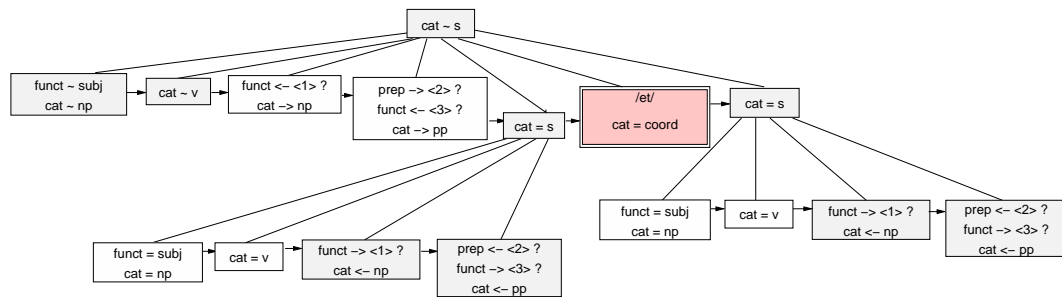 cat ~ s
funct ~ subj
cat ~ np
cat ~ v
funct <– <1> ?
cat –> np
prep –> <2> ?
funct <– <3> ?
cat –> pp
cat = s
/et/
cat = coord
cat = s
funct = subj
cat = np
cat = v
funct –> <1> ?
cat <– np
prep <– <2> ?
funct –> <3> ?
cat <– pp
funct = subj
cat = np
cat = v
funct –> <1> ?
cat <– np
prep <– <2> ?
funct –> <3> ?
cat <– pp